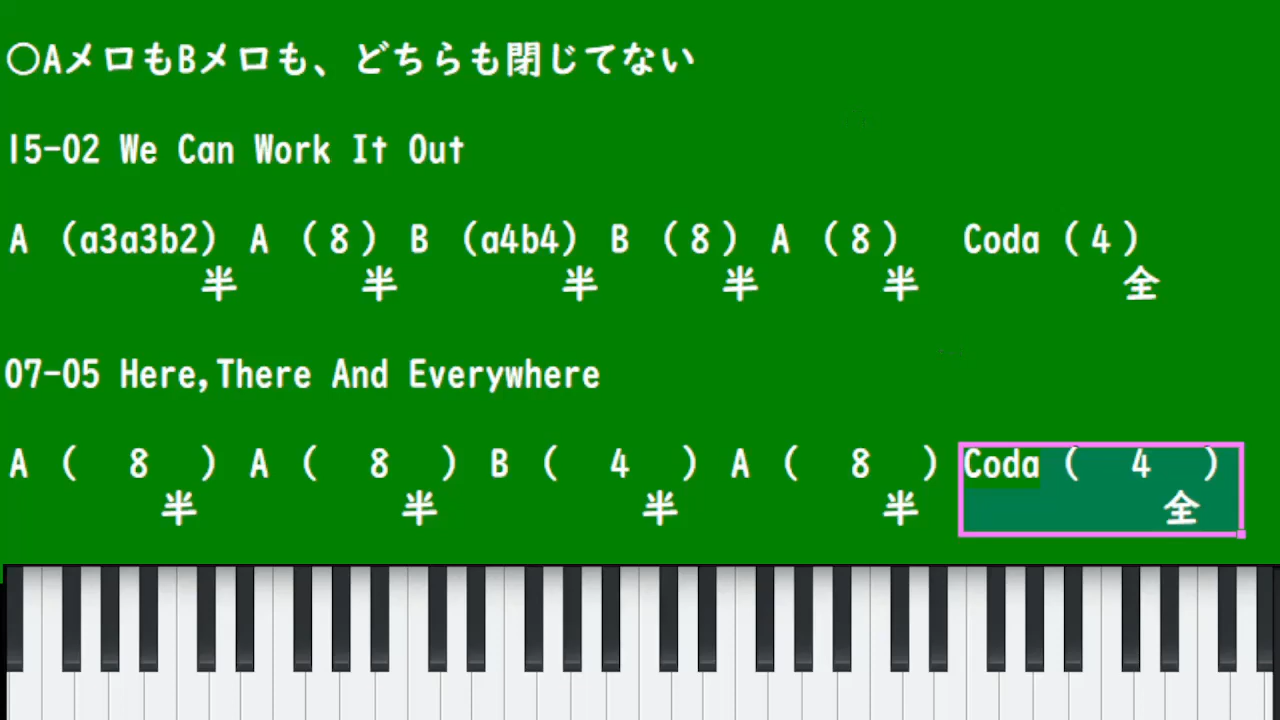 ○AメロもBメロも、どちらも閉じてない
15-02 We Can Work It Out
A (a3a3b2) A (8) B (a4b4) B (8) A (8) Coda (4)
半 半 半 半 半 全
07-05 Here,There And Everywhere
A ( 8 ) A ( 8 ) B ( 4 ) A ( 8 ) Coda ( 4 )
半 半 半 半 全